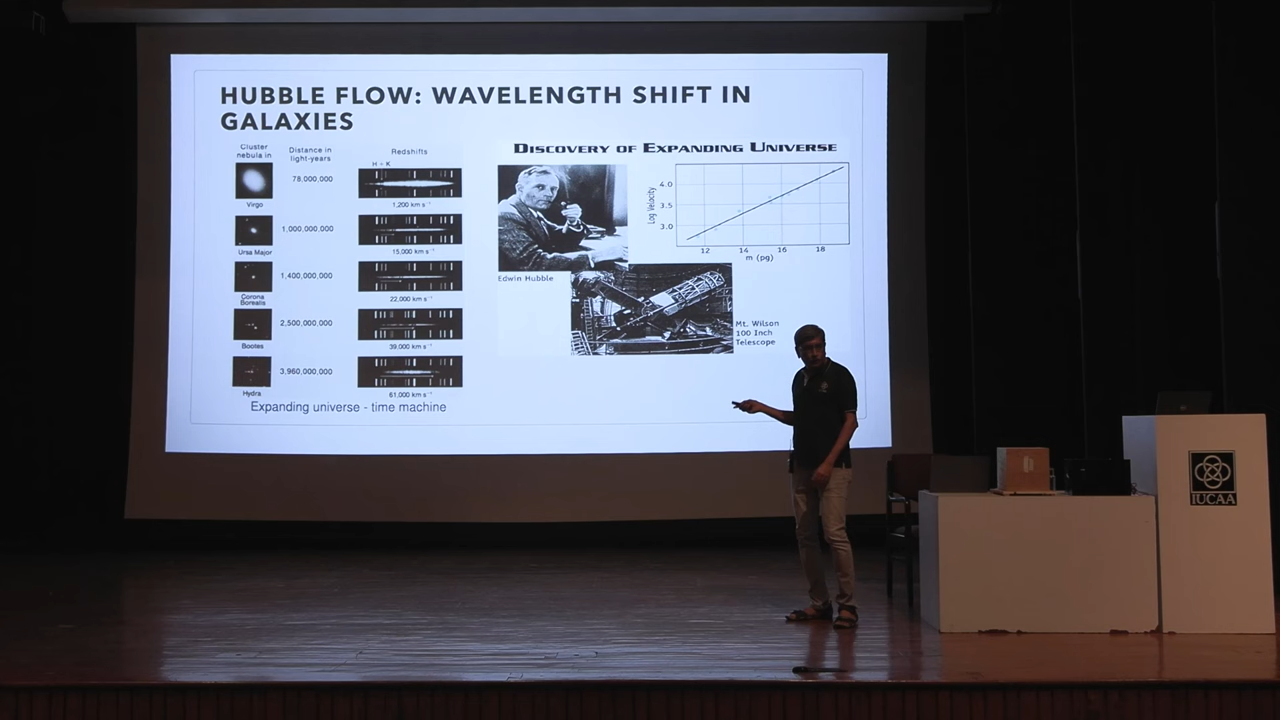 HUBBLE FLOW: WAVELENGTH SHIFT IN
GALAXIES
Cluster
nebula in
Distance in
light-years
Redshifts
H + K
78,000,000
1,200 km s⁻¹
Virgo
1,000,000,000
15,000 km s⁻¹
Ursa Major
1,400,000,000
22,000 km s⁻¹
Corona
Borealis
2,500,000,000
39,000 km s⁻¹
Bootes
3,960,000,000
61,000 km s⁻¹
Hydra
Expanding universe - time machine
DISCOVERY OF EXPANDING UNIVERSE
Edwin Hubble
Log Velocity
4.0
3.5
3.0
12 14 16 18
m (pg)
Mt. Wilson
100 Inch
Telescope
IUCAA